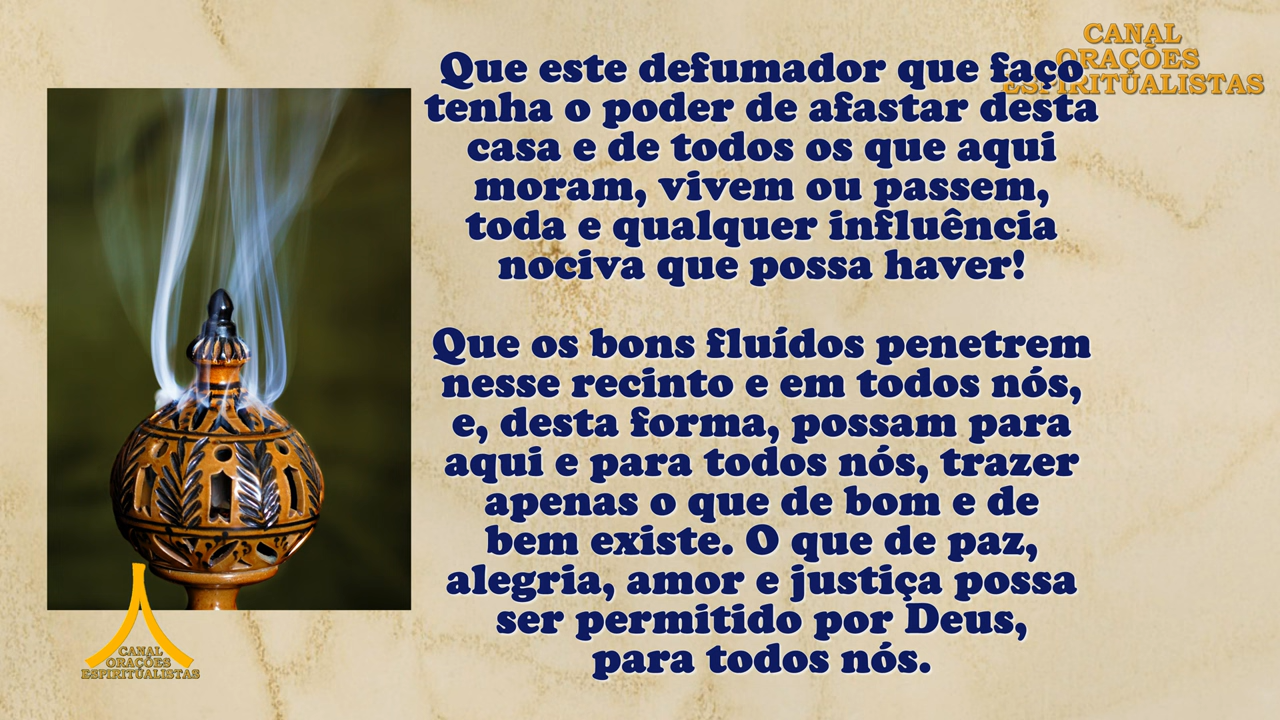 CANAL
ORAÇÕES
ESPIRITUALISTAS
Que este defumador que faço
tenha o poder de afastar desta
casa e de todos os que aqui
moram, vivem ou passem,
toda e qualquer influência
nociva que possa haver!
Que os bons fluídos penetrem
nesse recinto e em todos nós,
e, desta forma, possam para
aqui e para todos nós, trazer
apenas o que de bom e de
bem existe. O que de paz,
alegria, amor e justiça possa
ser permitido por Deus,
para todos nós.
CANAL
ORAÇÕES
ESPIRITUALISTAS